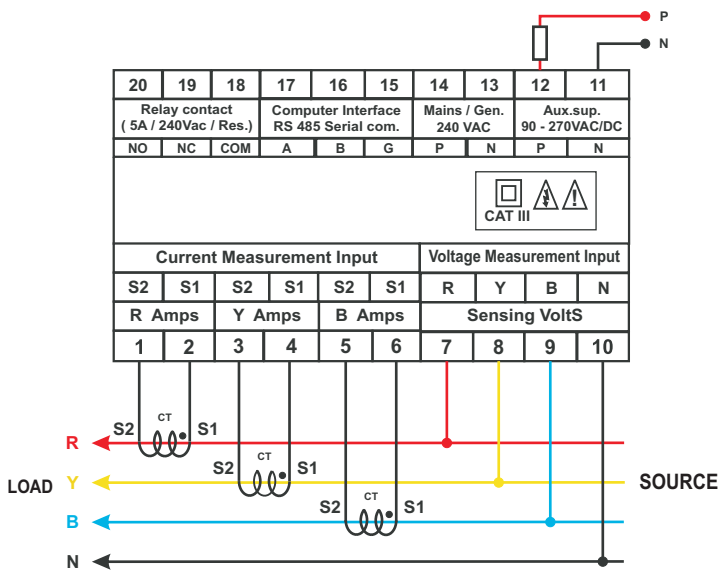 P
N
20 19 18 17 16 15 14 13 12 11
Relay contact Computer Interface Mains / Gen. Aux.sup.
( 5A / 240Vac / Res.) RS 485 Serial com. 240 VAC 90 - 270VAC/DC
NO NC COM A B G P N P N
CAT III
Current Measurement Input Voltage Measurement Input
S2 S1 S2 S1 S2 S1 R Y B N
R Amps Y Amps B Amps Sensing VoltS
1 2 3 4 5 6 7 8 9 10
S2 CT S1
R
S2 CT S1
LOAD Y SOURCE
S2 CT S1
B
N